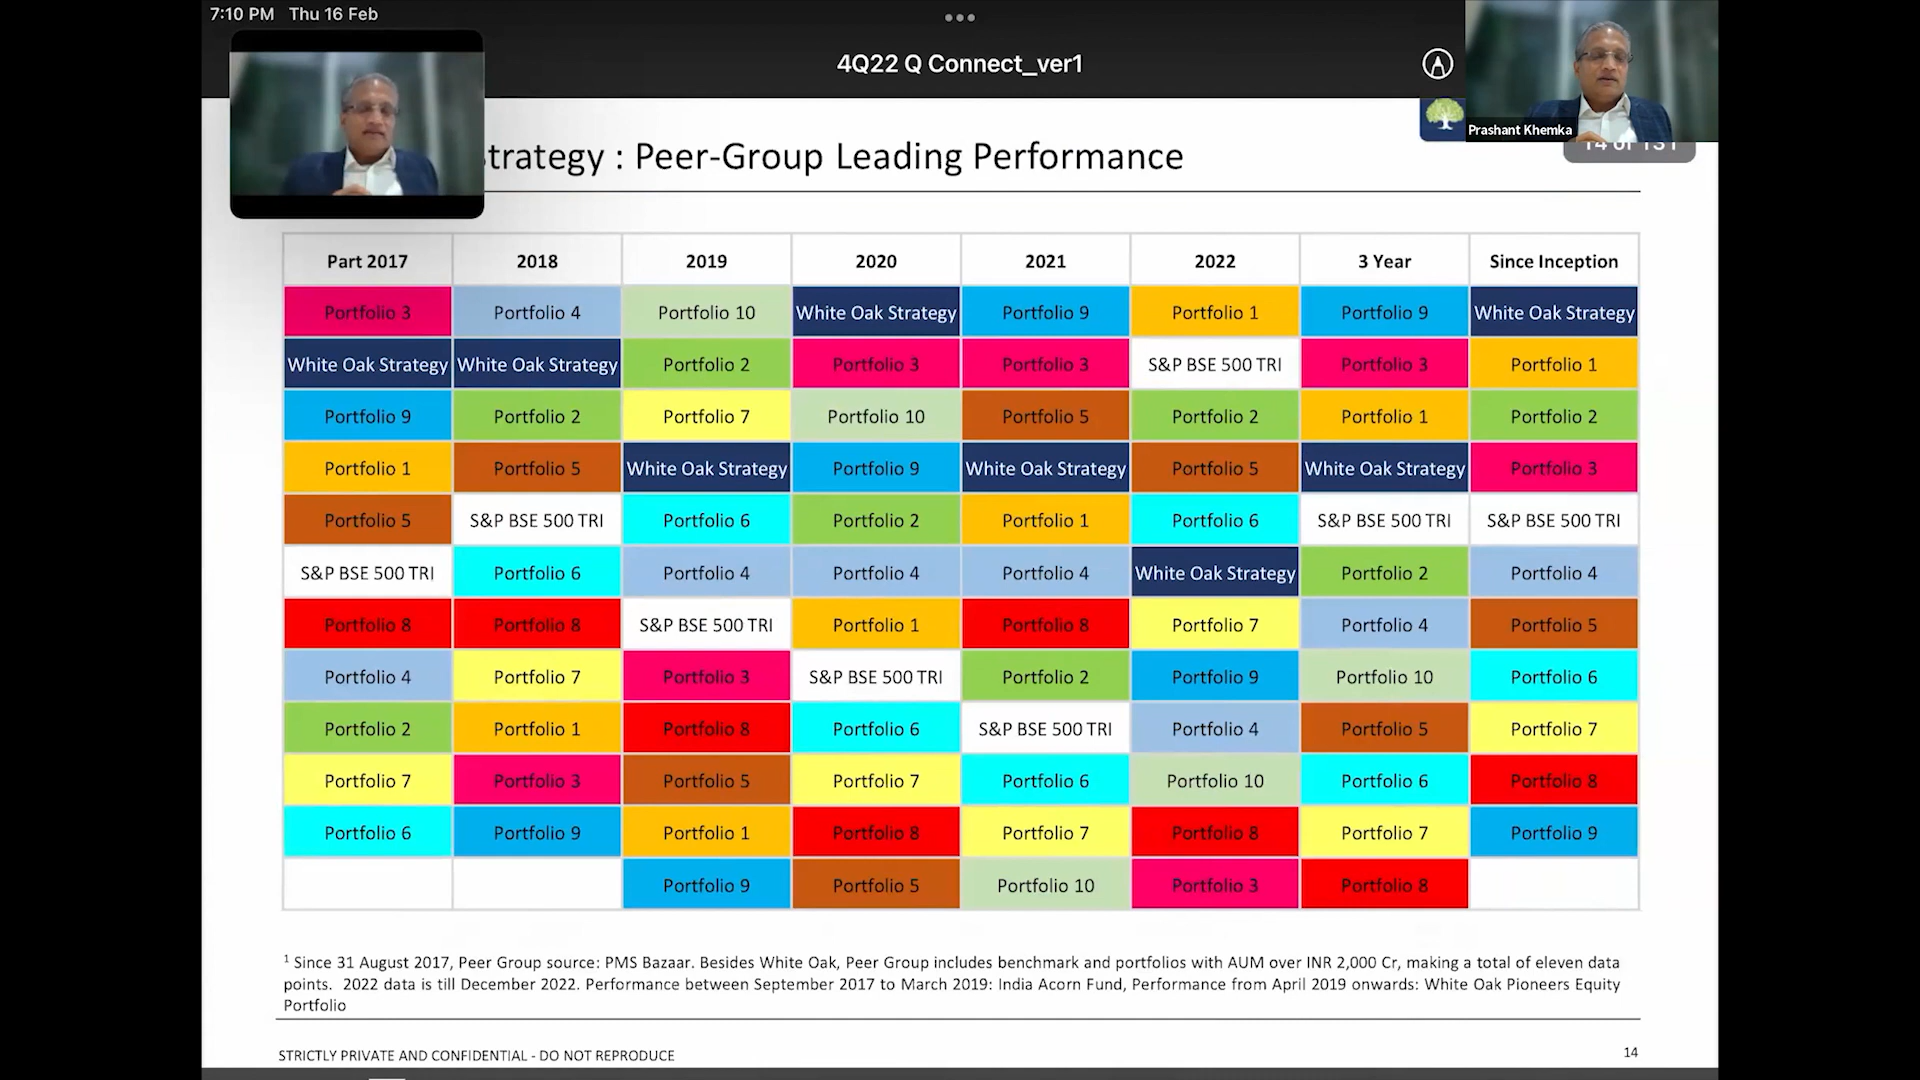 7:10 PM Thu 16 Feb
4Q22 Q Connect_ver1
Prashant Khemka
Strategy : Peer-Group Leading Performance
Part 2017 2018 2019 2020 2021 2022 3 Year Since Inception
Portfolio 3 Portfolio 4 Portfolio 10 White Oak Strategy Portfolio 9 Portfolio 1 Portfolio 9 White Oak Strategy
White Oak Strategy White Oak Strategy Portfolio 2 Portfolio 3 Portfolio 3 S&P BSE 500 TRI Portfolio 3 Portfolio 1
Portfolio 9 Portfolio 2 Portfolio 7 Portfolio 10 Portfolio 5 Portfolio 2 Portfolio 1 Portfolio 2
Portfolio 1 Portfolio 5 White Oak Strategy Portfolio 9 White Oak Strategy Portfolio 5 White Oak Strategy Portfolio 3
Portfolio 5 S&P BSE 500 TRI Portfolio 6 Portfolio 2 Portfolio 1 Portfolio 6 S&P BSE 500 TRI S&P BSE 500 TRI
S&P BSE 500 TRI Portfolio 6 Portfolio 4 Portfolio 4 Portfolio 4 White Oak Strategy Portfolio 2 Portfolio 4
Portfolio 8 Portfolio 8 S&P BSE 500 TRI Portfolio 1 Portfolio 8 Portfolio 7 Portfolio 4 Portfolio 5
Portfolio 4 Portfolio 7 Portfolio 3 S&P BSE 500 TRI Portfolio 2 Portfolio 9 Portfolio 10 Portfolio 6
Portfolio 2 Portfolio 1 Portfolio 8 Portfolio 6 S&P BSE 500 TRI Portfolio 4 Portfolio 5 Portfolio 7
Portfolio 7 Portfolio 3 Portfolio 5 Portfolio 7 Portfolio 6 Portfolio 10 Portfolio 6 Portfolio 8
Portfolio 6 Portfolio 9 Portfolio 1 Portfolio 8 Portfolio 7 Portfolio 8 Portfolio 7 Portfolio 9
Portfolio 9 Portfolio 5 Portfolio 10 Portfolio 3 Portfolio 8
1 Since 31 August 2017, Peer Group source: PMS Bazaar. Besides White Oak, Peer Group includes benchmark and portfolios with AUM over INR 2,000 Cr, making a total of eleven data
points. 2022 data is till December 2022. Performance between September 2017 to March 2019: India Acorn Fund, Performance from April 2019 onwards: White Oak Pioneers Equity
Portfolio
STRICTLY PRIVATE AND CONFIDENTIAL - DO NOT REPRODUCE
14